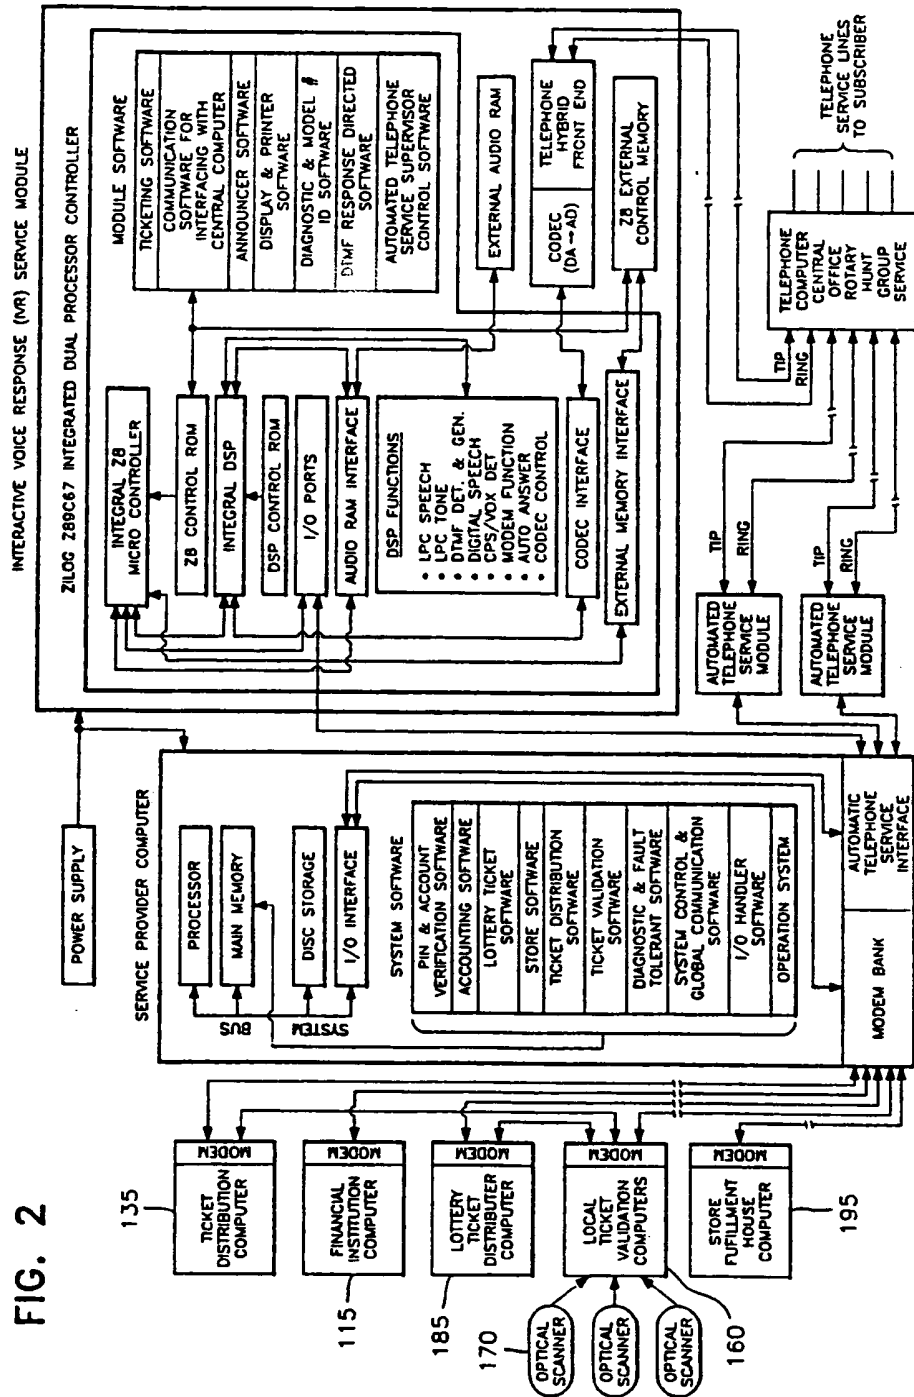 FIG. 2
INTERACTIVE VOICE RESPONSE (IVR) SERVICE MODULE
ZILOG Z89C67 INTEGRATED DUAL PROCESSOR CONTROLLER
MODULE SOFTWARE
TICKETING SOFTWARE
COMMUNICATION
SOFTWARE FOR
INTERFACING WITH
CENTRAL COMPUTER
ANNOUNCER SOFTWARE
DISPLAY & PRINTER
SOFTWARE
DIAGNOSTIC & MODEL #
ID SOFTWARE
DTMF RESPONSE DIRECTED
SOFTWARE
AUTOMATED TELEPHONE
SERVICE SUPERVISOR
CONTROL SOFTWARE
INTEGRAL Z8
MICRO CONTROLLER
Z8 CONTROL ROM
INTEGRAL DSP
DSP CONTROL ROM
I/O PORTS
AUDIO RAM INTERFACE
DSP FUNCTIONS
• LPC SPEECH
• LPC TONE
• DTMF DET. & GEN.
• DIGITAL SPEECH
• CPS/VOX DET
• MODEM FUNCTION
• AUTO ANSWER
• CODEC CONTROL
CODEC INTERFACE
EXTERNAL MEMORY INTERFACE
EXTERNAL AUDIO RAM
CODEC
(DA→AD)
TELEPHONE
HYBRID
FRONT END
Z8 EXTERNAL
CONTROL MEMORY
POWER SUPPLY
SERVICE PROVIDER COMPUTER
PROCESSOR
MAIN MEMORY
DISC STORAGE
I/O INTERFACE
SYSTEM
BUS
SYSTEM SOFTWARE
PIN & ACCOUNT
VERIFICATION SOFTWARE
ACCOUNTING SOFTWARE
LOTTERY TICKET
SOFTWARE
STORE SOFTWARE
TICKET DISTRIBUTION
SOFTWARE
TICKET VALIDATION
SOFTWARE
DIAGNOSTIC & FAULT
TOLERANT SOFTWARE
SYSTEM CONTROL &
GLOBAL COMMUNICATION
SOFTWARE
I/O HANDLER
SOFTWARE
OPERATION SYSTEM
MODEM BANK
AUTOMATIC
TELEPHONE
SERVICE
INTERFACE
AUTOMATED
TELEPHONE
SERVICE
MODULE
TIP
RING
AUTOMATED
TELEPHONE
SERVICE
MODULE
TIP
RING
TIP
RING
TELEPHONE
COMPUTER
CENTRAL
OFFICE
ROTARY
HUNT
GROUP
SERVICE
TELEPHONE
SERVICE LINES
TO SUBSCRIBER
135
TICKET
DISTRIBUTION
COMPUTER
MODEM
115
FINANCIAL
INSTITUTION
COMPUTER
MODEM
185
LOTTERY
TICKET
DISTRIBUTER
COMPUTER
MODEM
170
OPTICAL
SCANNER
OPTICAL
SCANNER
OPTICAL
SCANNER
160
LOCAL
TICKET
VALIDATION
COMPUTERS
MODEM
195
STORE
FUFILLMENT
HOUSE
COMPUTER
MODEM